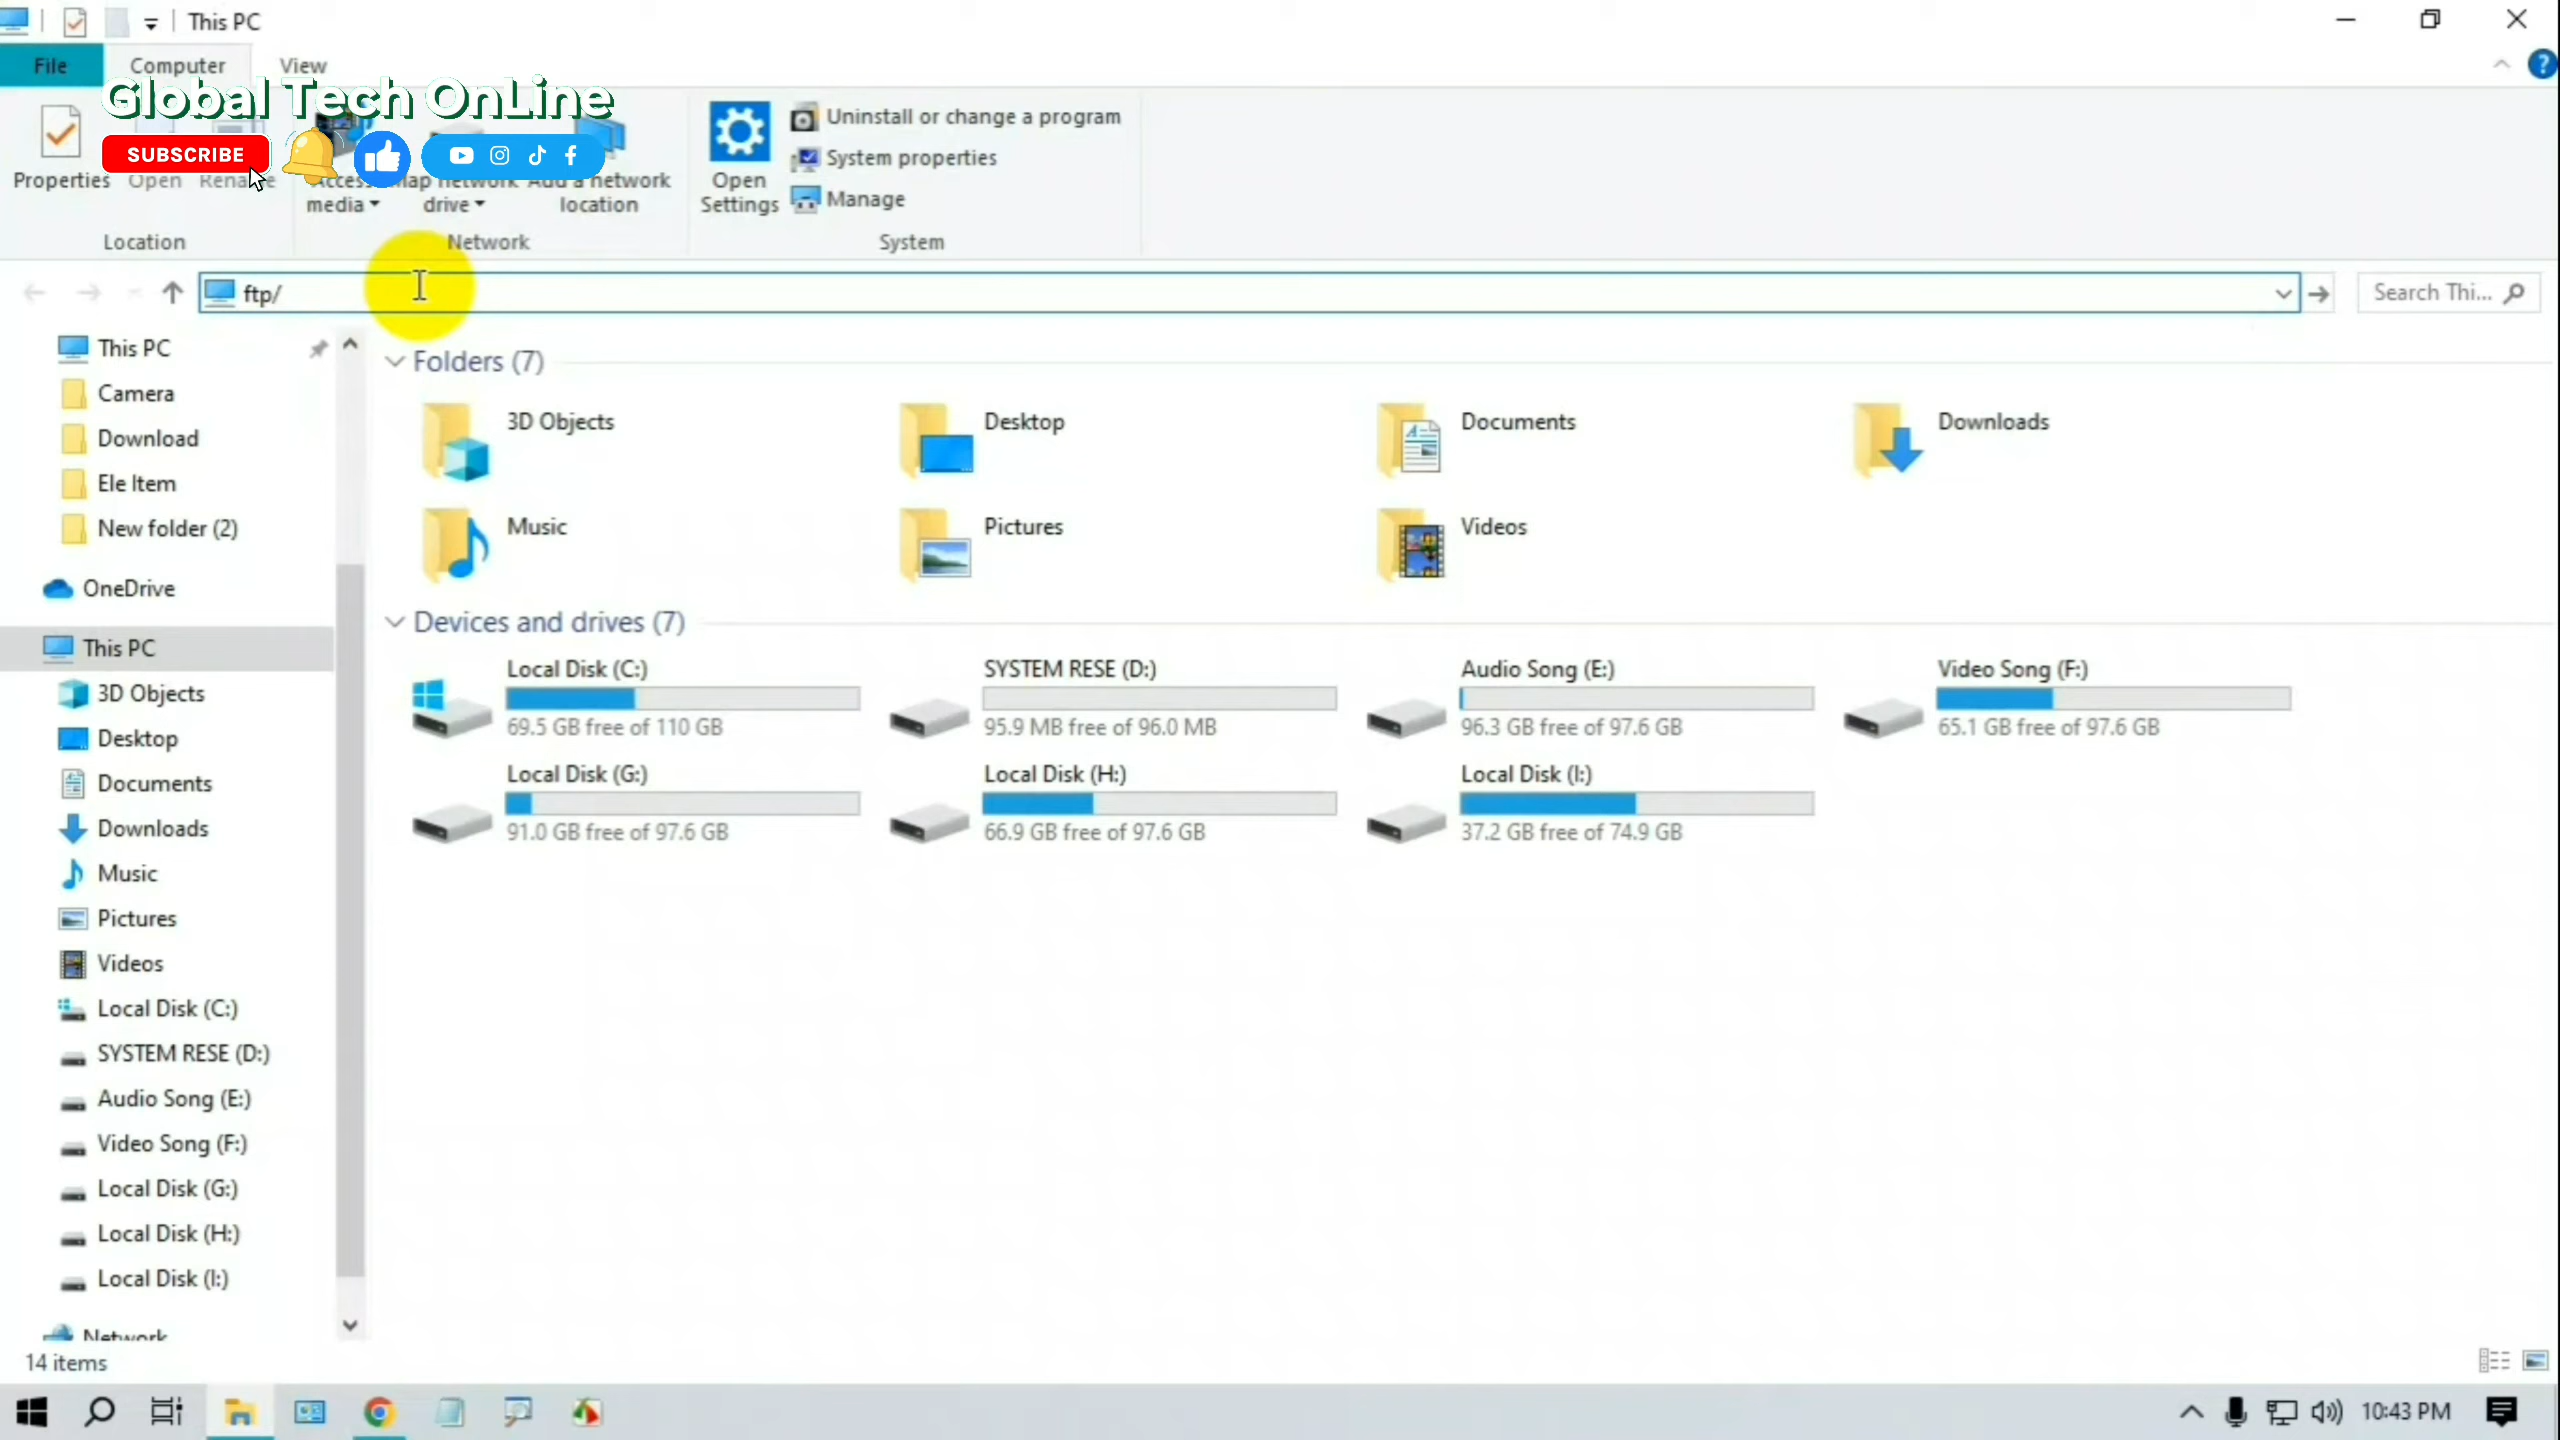 This PC
File
Computer
View
Global Tech OnLine
SUBSCRIBE
Properties
Open
media
drive
location
Open
Settings
Uninstall or change a program
System properties
Manage
Location
Network
System
ftp/
Search Thi...
This PC
Camera
Download
Ele Item
New folder (2)
OneDrive
This PC
3D Objects
Desktop
Documents
Downloads
Music
Pictures
Videos
Local Disk (C:)
SYSTEM RESE (D:)
Audio Song (E:)
Video Song (F:)
Local Disk (G:)
Local Disk (H:)
Local Disk (I:)
Network
Folders (7)
3D Objects
Desktop
Documents
Downloads
Music
Pictures
Videos
Devices and drives (7)
Local Disk (C:)
69.5 GB free of 110 GB
SYSTEM RESE (D:)
95.9 MB free of 96.0 MB
Audio Song (E:)
96.3 GB free of 97.6 GB
Video Song (F:)
65.1 GB free of 97.6 GB
Local Disk (G:)
91.0 GB free of 97.6 GB
Local Disk (H:)
66.9 GB free of 97.6 GB
Local Disk (I:)
37.2 GB free of 74.9 GB
14 items
10:43 PM